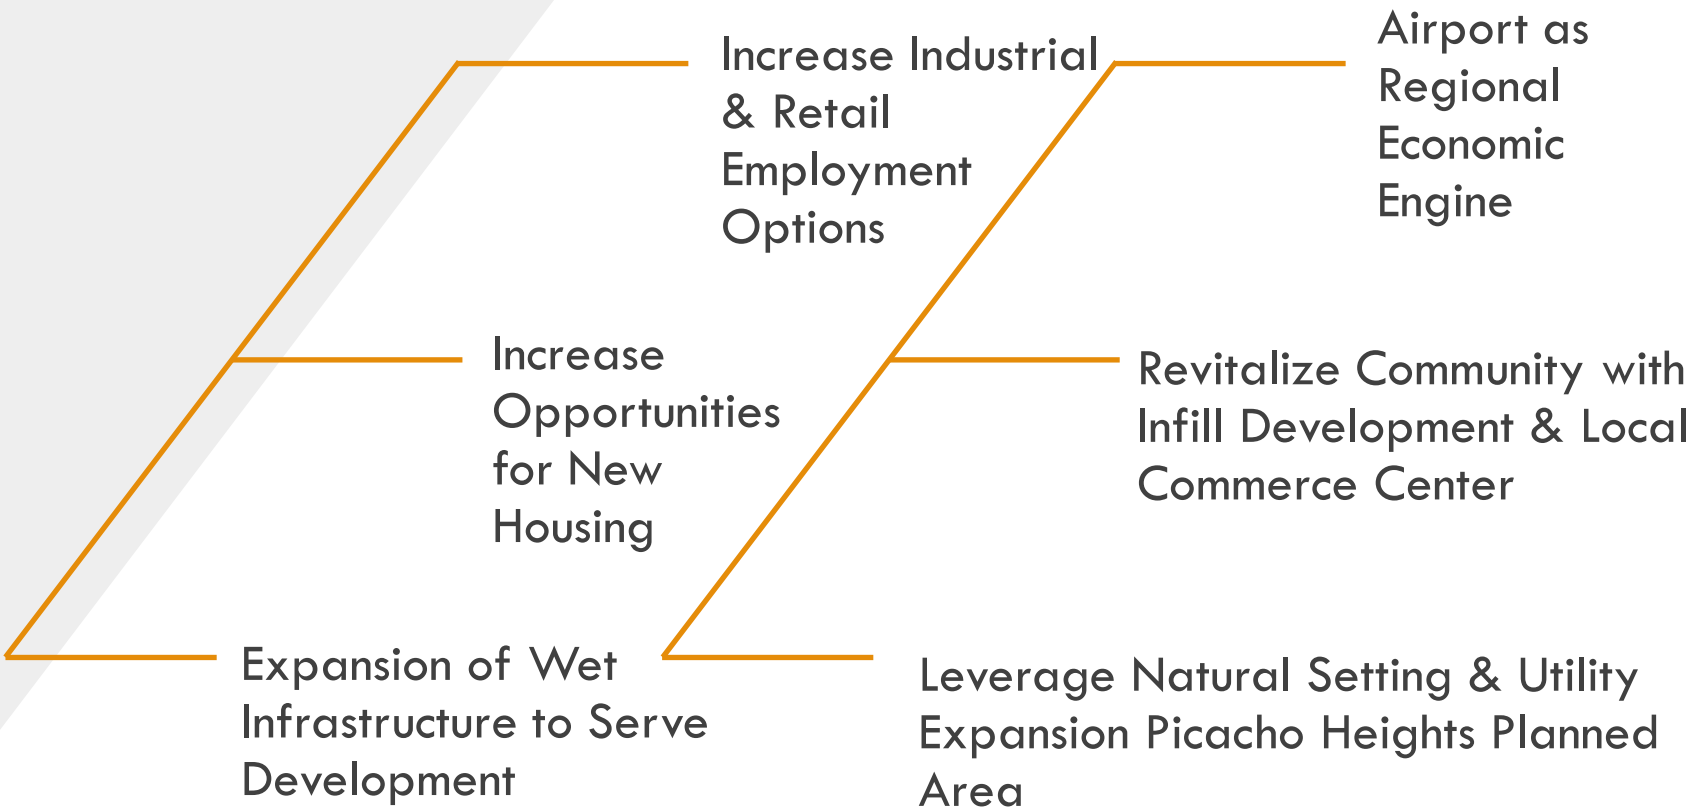 Increase Industrial
& Retail
Employment
Options
Increase
Opportunities
for New
Housing
Expansion of Wet
Infrastructure to Serve
Development
Airport as
Regional
Economic
Engine
Revitalize Community with
Infill Development & Local
Commerce Center
Leverage Natural Setting & Utility
Expansion Picacho Heights Planned
Area